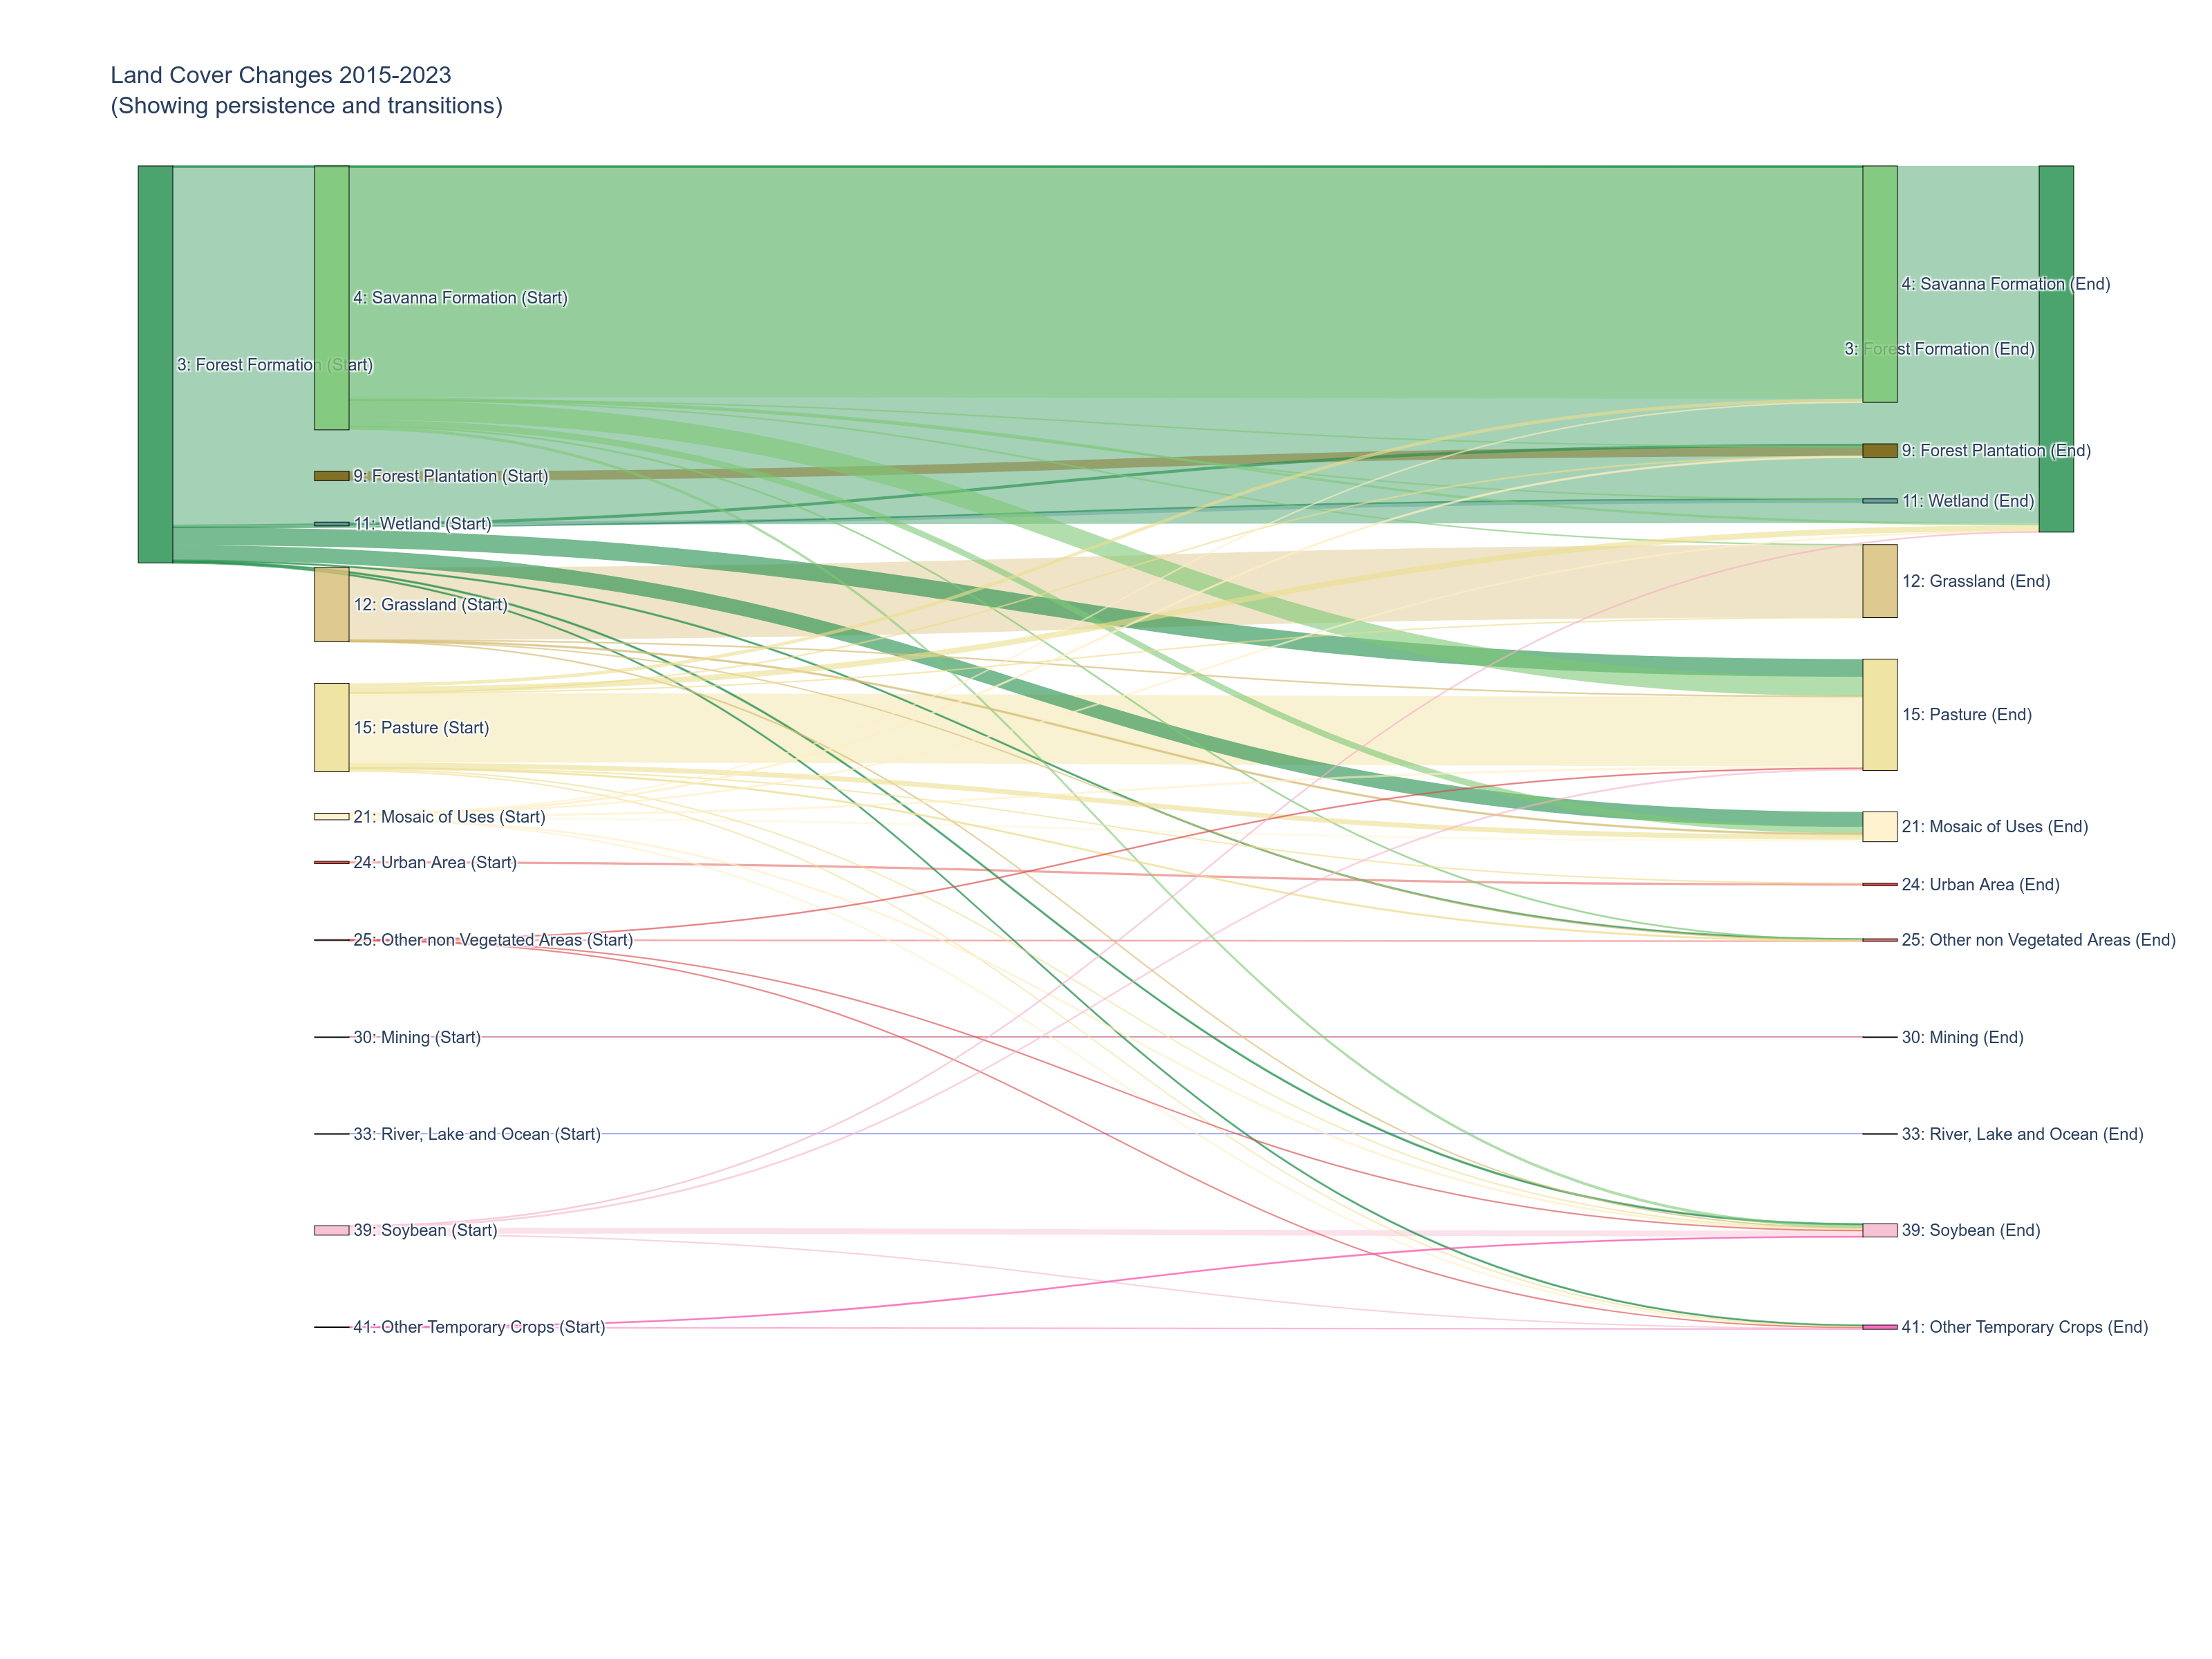 Land Cover Changes 2015-2023
(Showing persistence and transitions)
4: Savanna Formation (Start)
3: Forest Formation (Start)
9: Forest Plantation (Start)
11: Wetland (Start)
12: Grassland (Start)
15: Pasture (Start)
21: Mosaic of Uses (Start)
24: Urban Area (Start)
25: Other non Vegetated Areas (Start)
30: Mining (Start)
33: River, Lake and Ocean (Start)
39: Soybean (Start)
41: Other Temporary Crops (Start)
4: Savanna Formation (End)
3: Forest Formation (End)
9: Forest Plantation (End)
11: Wetland (End)
12: Grassland (End)
15: Pasture (End)
21: Mosaic of Uses (End)
24: Urban Area (End)
25: Other non Vegetated Areas (End)
30: Mining (End)
33: River, Lake and Ocean (End)
39: Soybean (End)
41: Other Temporary Crops (End)